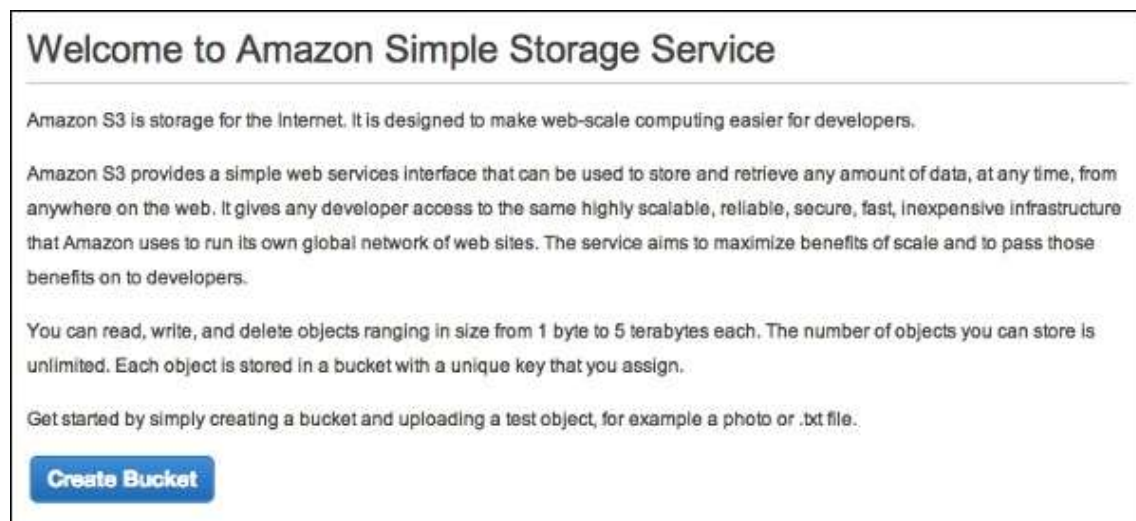 Welcome to Amazon Simple Storage Service
Amazon S3 is storage for the Internet. It is designed to make web-scale computing easier for developers.
Amazon S3 provides a simple web services interface that can be used to store and retrieve any amount of data, at any time, from
anywhere on the web. It gives any developer access to the same highly scalable, reliable, secure, fast, inexpensive infrastructure
that Amazon uses to run its own global network of web sites. The service aims to maximize benefits of scale and to pass those
benefits on to developers.
You can read, write, and delete objects ranging in size from 1 byte to 5 terabytes each. The number of objects you can store is
unlimited. Each object is stored in a bucket with a unique key that you assign.
Get started by simply creating a bucket and uploading a test object, for example a photo or .txt file.
Create Bucket